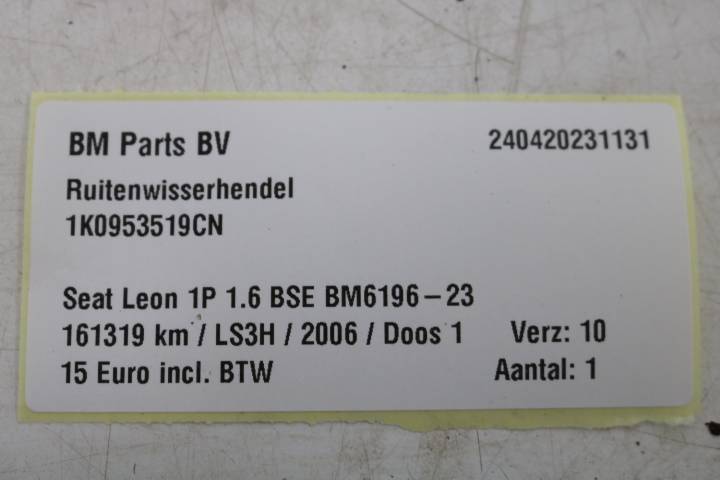 BM Parts BV 240420231131
Ruitenwisserhendel
1K0953519CN
Seat Leon 1P 1.6 BSE BM6196-23
161319 km / LS3H / 2006 / Doos 1 Verz: 10
15 Euro incl. BTW Aantal: 1